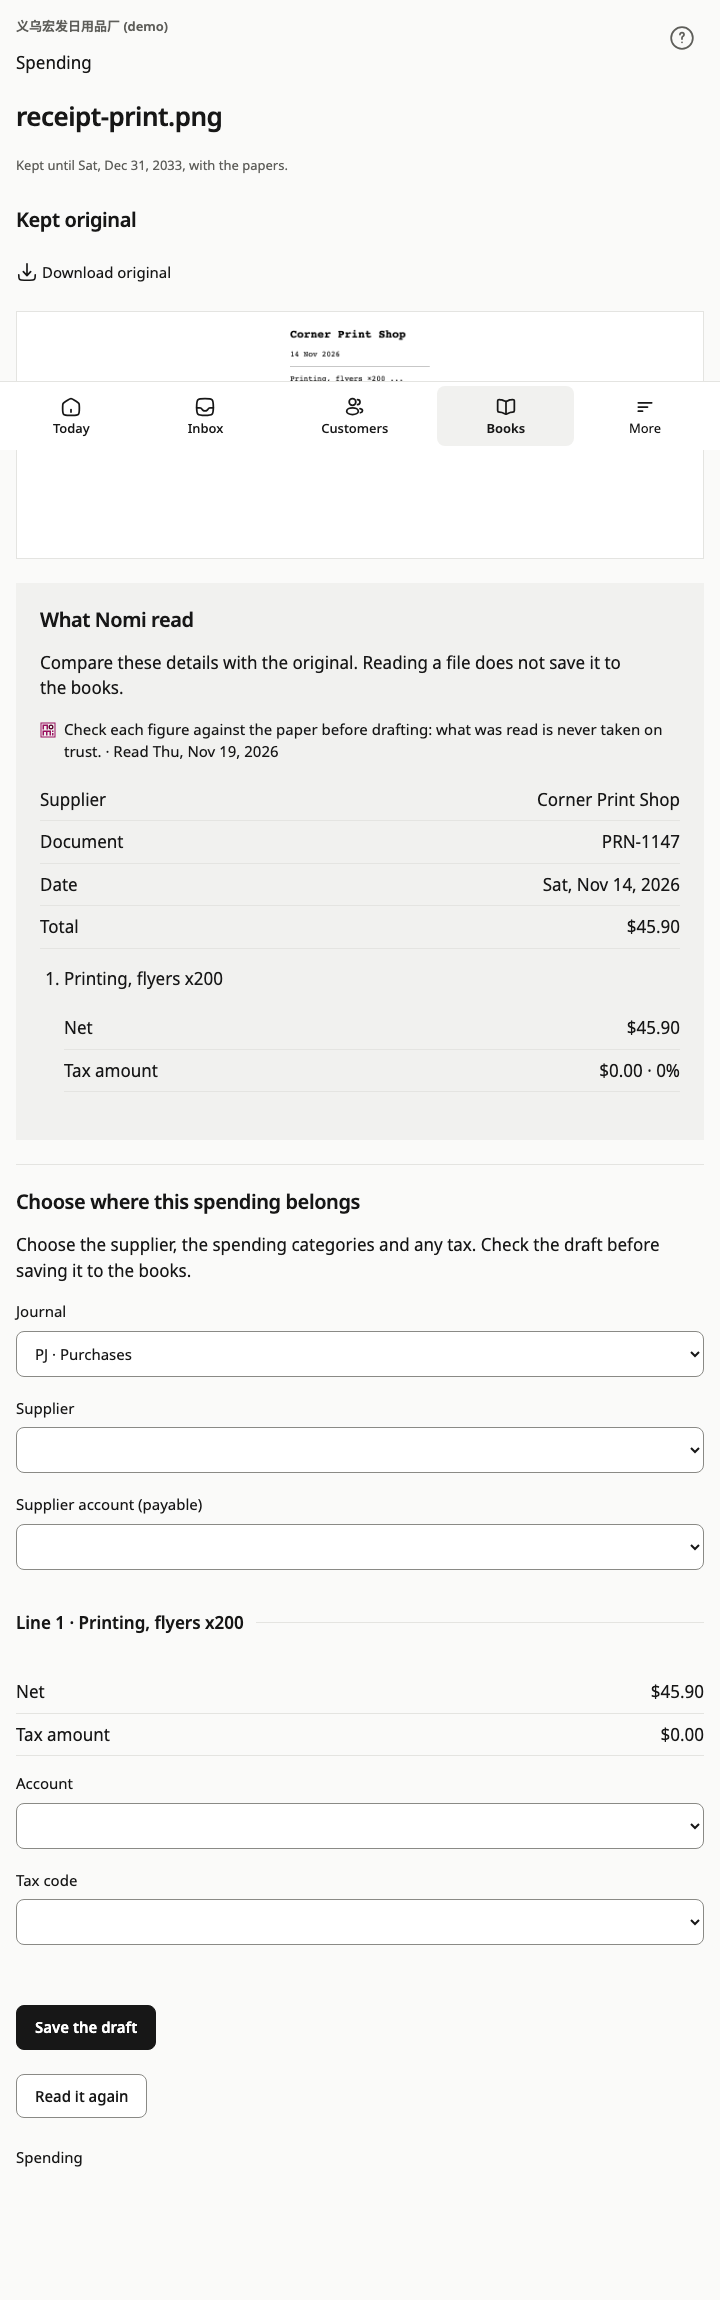 义乌宏发日用品厂 (demo)
Spending
receipt-print.png
Kept until Sat, Dec 31, 2033, with the papers.
Kept original
Download original
Corner Print Shop
14 Nov 2026
Printing, flyers ×200 ...
Today
Inbox
Customers
Books
More
What Nomi read
Compare these details with the original. Reading a file does not save it to
the books.
Check each figure against the paper before drafting: what was read is never taken on
trust. · Read Thu, Nov 19, 2026
Supplier Corner Print Shop
Document PRN-1147
Date Sat, Nov 14, 2026
Total $45.90
1. Printing, flyers x200
Net $45.90
Tax amount $0.00 · 0%
Choose where this spending belongs
Choose the supplier, the spending categories and any tax. Check the draft before
saving it to the books.
Journal
PJ · Purchases
Supplier
Supplier account (payable)
Line 1 · Printing, flyers x200
Net $45.90
Tax amount $0.00
Account
Tax code
Save the draft
Read it again
Spending